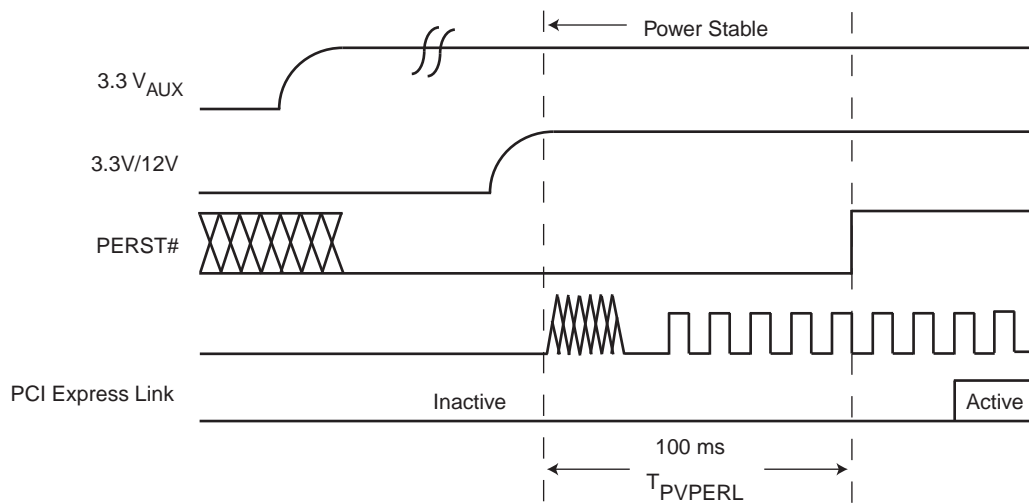 Power Stable
3.3 VAUX
3.3V/12V
PERST#
PCI Express Link
Inactive
Active
100 ms
TPVPERL